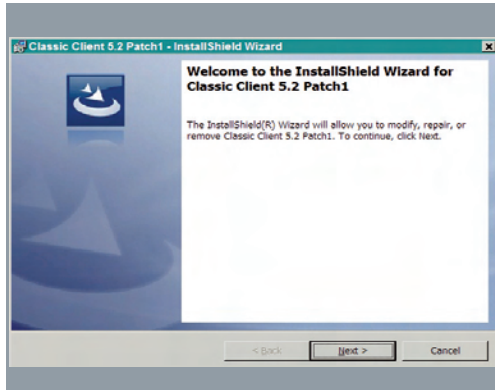 Classic Client 5.2 Patch1 - InstallShield Wizard
Welcome to the InstallShield Wizard for
Classic Client 5.2 Patch1
The InstallShield(R) Wizard will allow you to modify, repair, or
remove Classic Client 5.2 Patch1. To continue, click Next.
< Back Next > Cancel